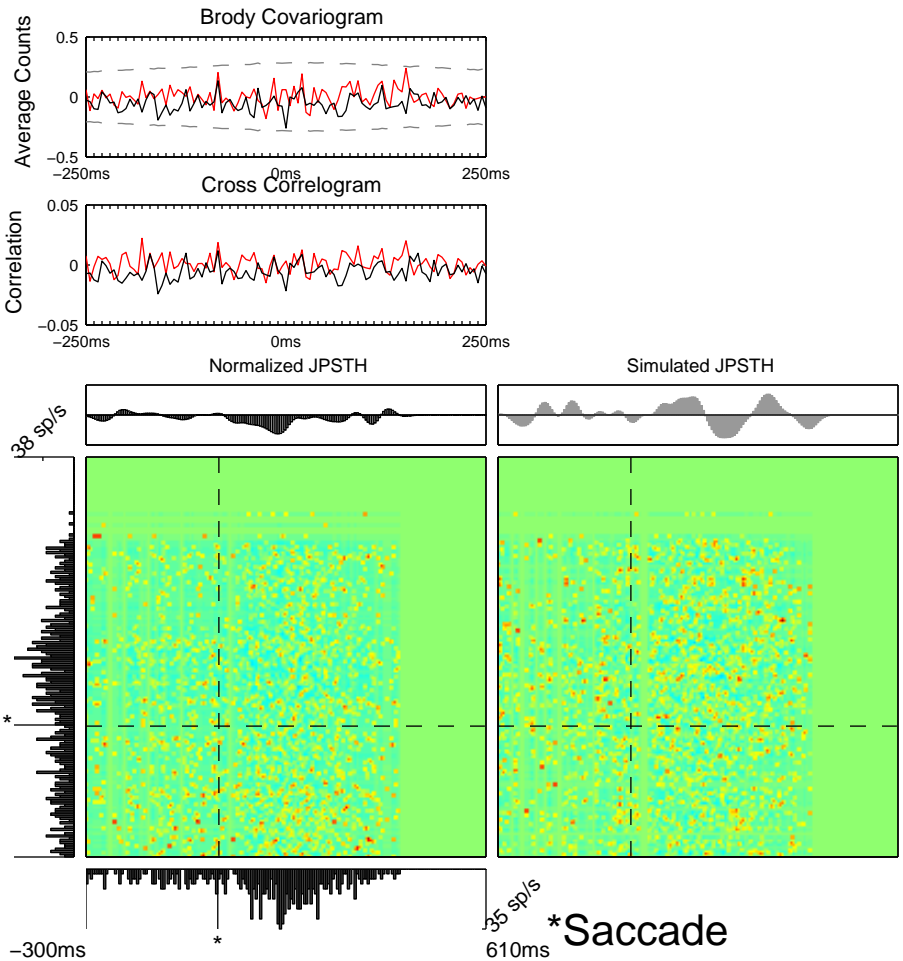 Brody Covariogram
0.5
0
−0.5
Average Counts
−250ms
0ms
250ms
Cross Correlogram
0.05
0
−0.05
Correlation
−250ms
0ms
250ms
Normalized JPSTH
Simulated JPSTH
38 sp/s
*
*
35 sp/s
−300ms
610ms
*Saccade